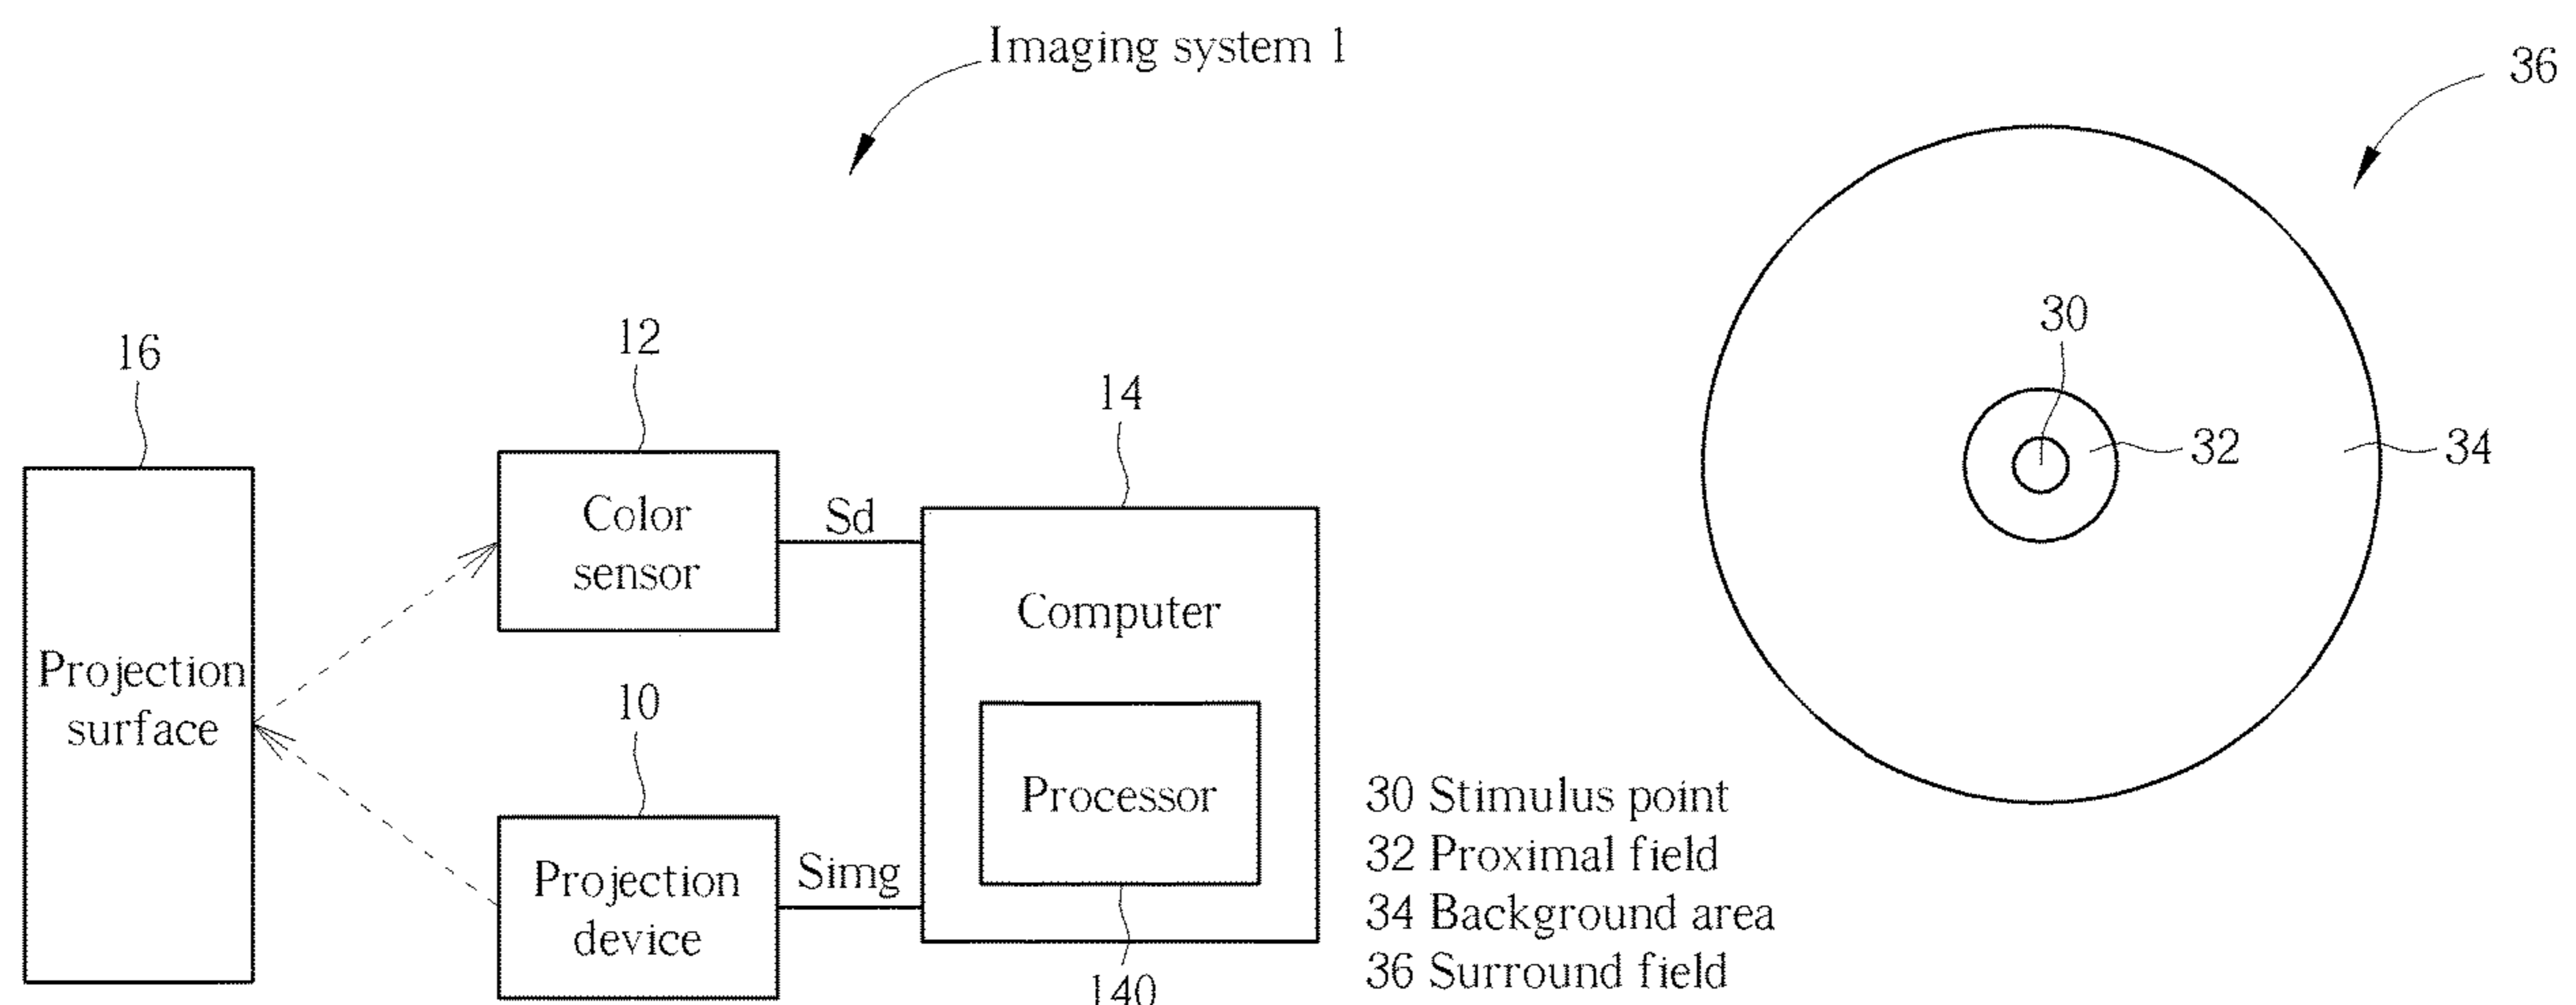 Imaging system 1
36
16
12
14
30
32
34
Color
sensor
Sd
Computer
Projection
surface
10
Processor
Projection
device
Simg
140
30 Stimulus point
32 Proximal field
34 Background area
36 Surround field